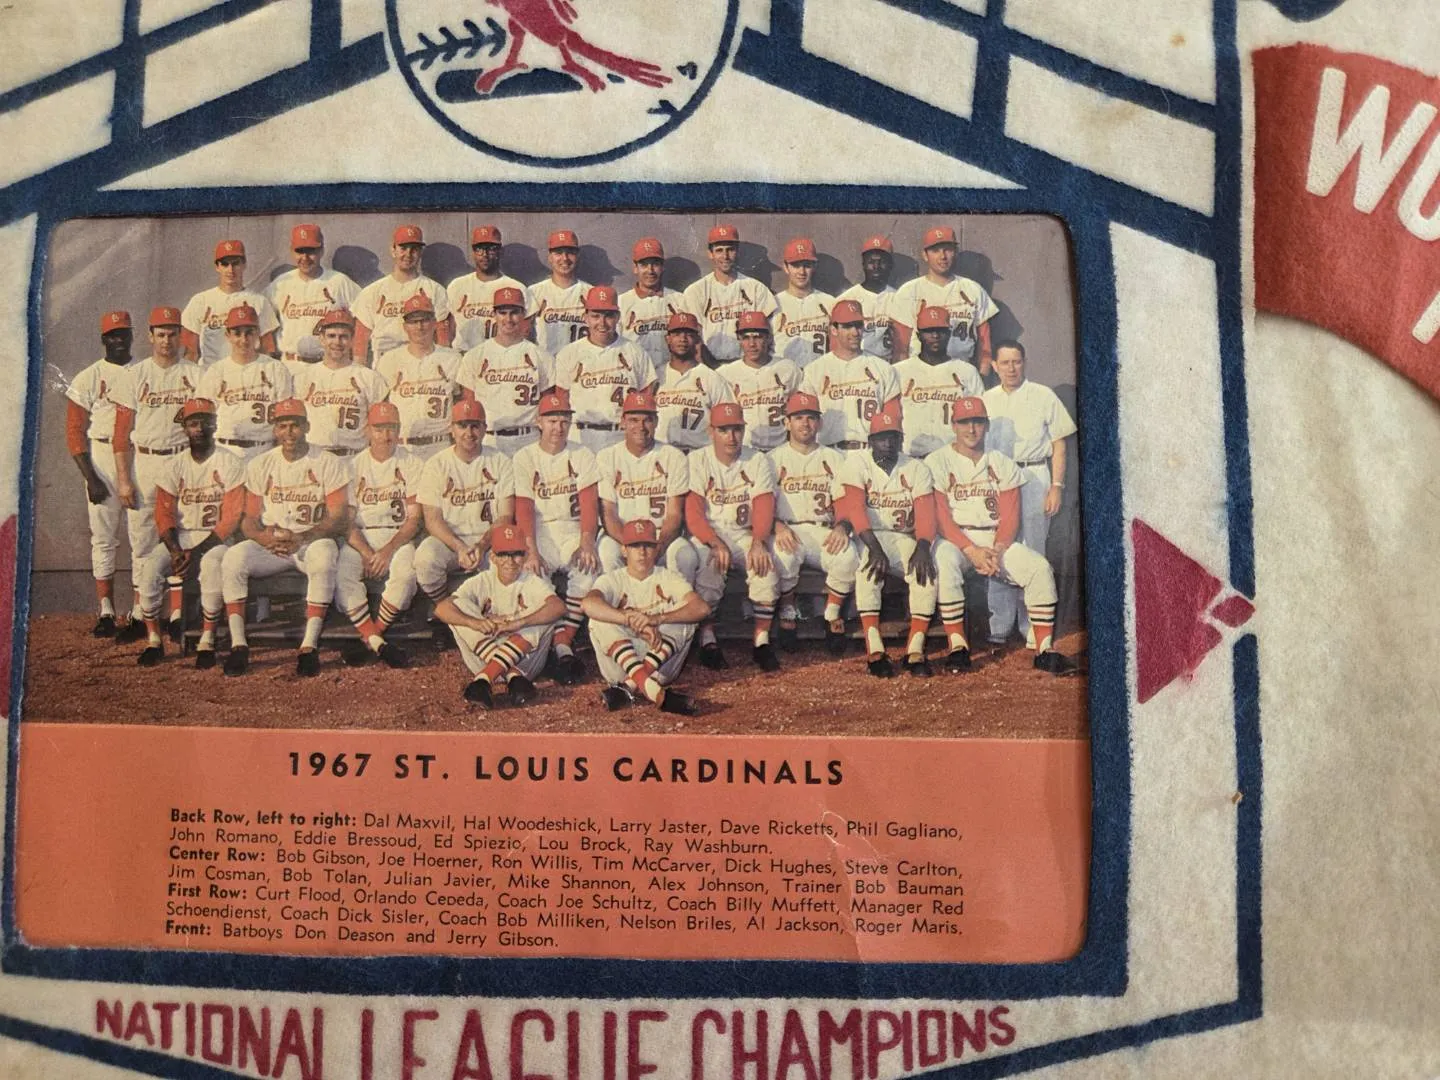 WO
1967 ST. LOUIS CARDINALS
Back Row, left to right: Dal Maxvil, Hal Woodeshick, Larry Jaster, Dave Ricketts, Phil Gagliano,
John Romano, Eddie Bressoud, Ed Spiezio, Lou Brock, Ray Washburn.
Center Row: Bob Gibson, Joe Hoerner, Ron Willis, Tim McCarver, Dick Hughes, Steve Carlton,
Jim Cosman, Bob Tolan, Julian Javier, Mike Shannon, Alex Johnson, Trainer Bob Bauman
First Row: Curt Flood, Orlando Cepeda, Coach Joe Schultz, Coach Billy Muffett, Manager Red
Schoendienst, Coach Dick Sisler, Coach Bob Milliken, Nelson Briles, Al Jackson, Roger Maris.
Front: Batboys Don Deason and Jerry Gibson.
NATIONAL LEAGUE CHAMPIONS